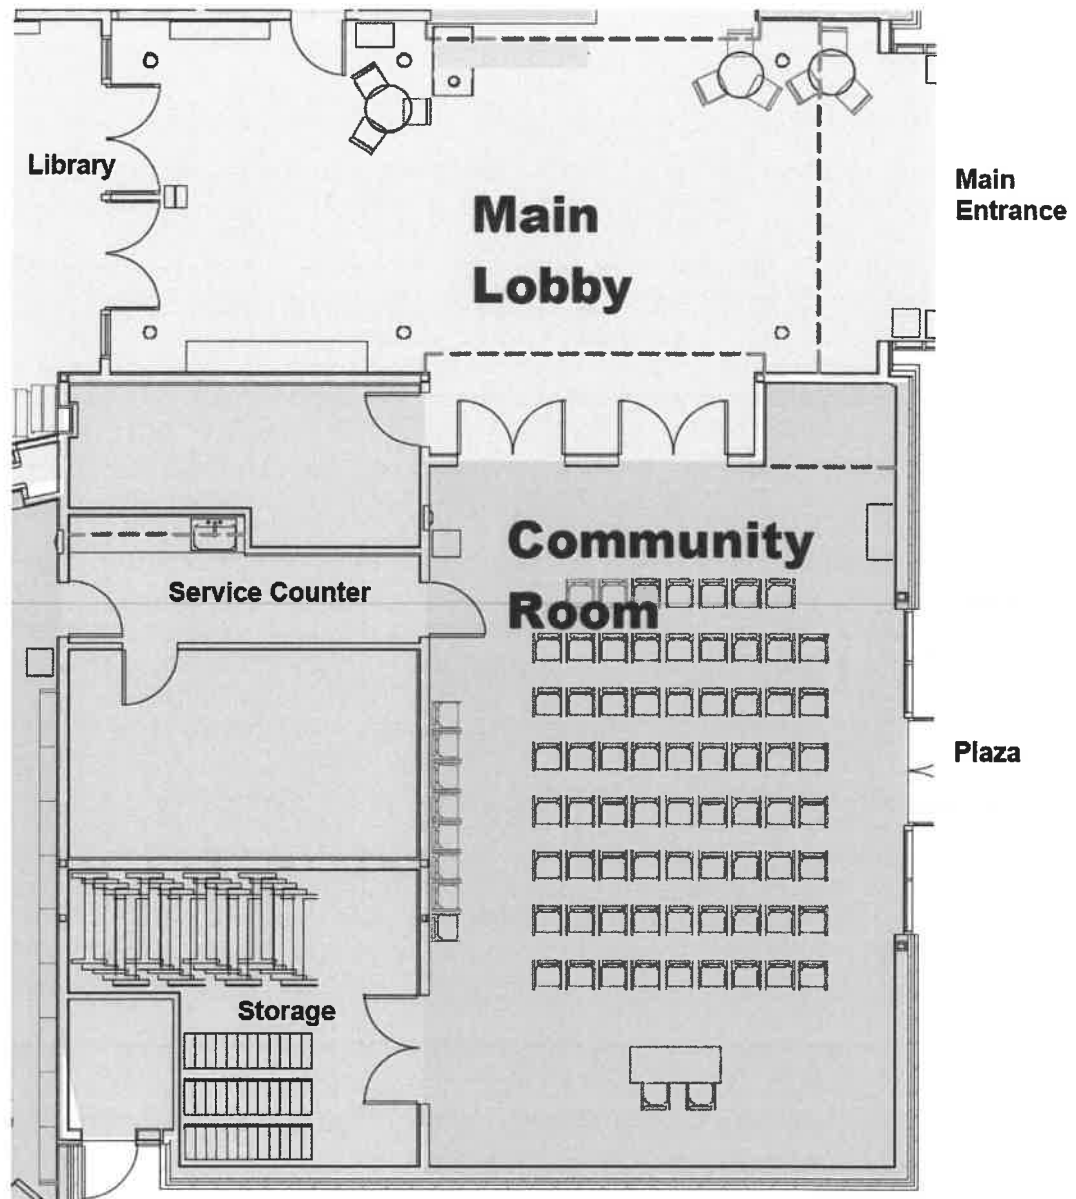 Library
Main
Lobby
Main
Entrance
Community
Room
Service Counter
Plaza
Storage